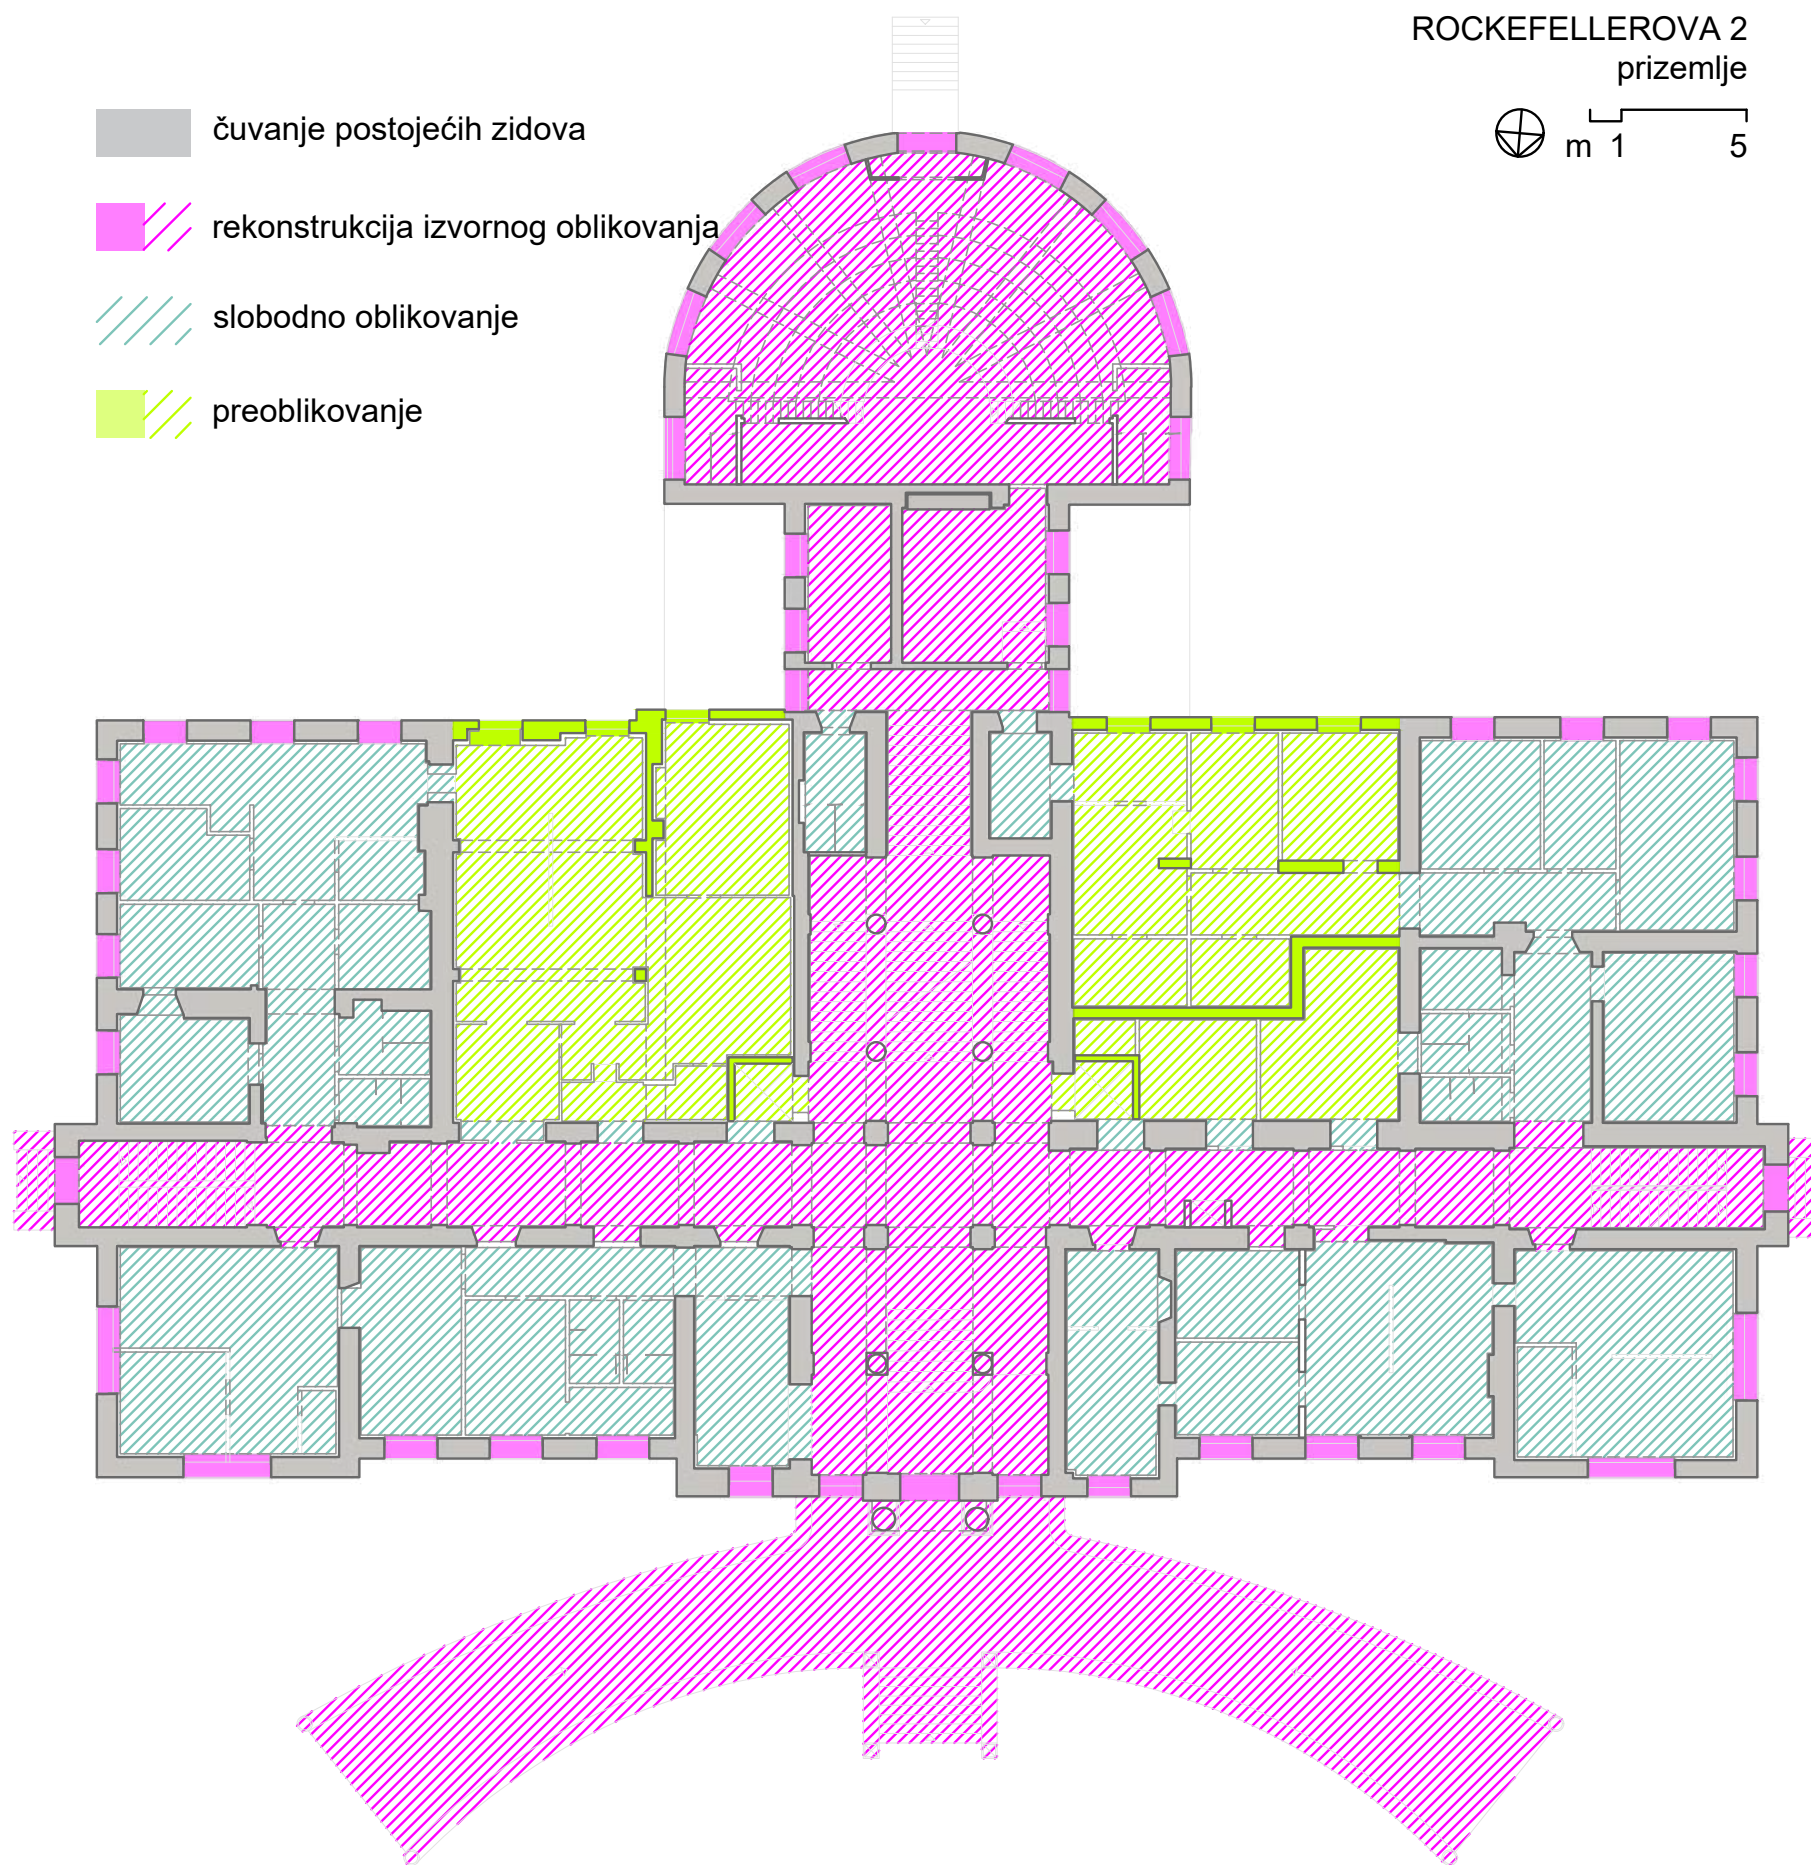 ROCKEFELLEROVA 2
prizemlje
m 1 5
čuvanje postojećih zidova
rekonstrukcija izvornog oblikovanja
slobodno oblikovanje
preoblikovanje